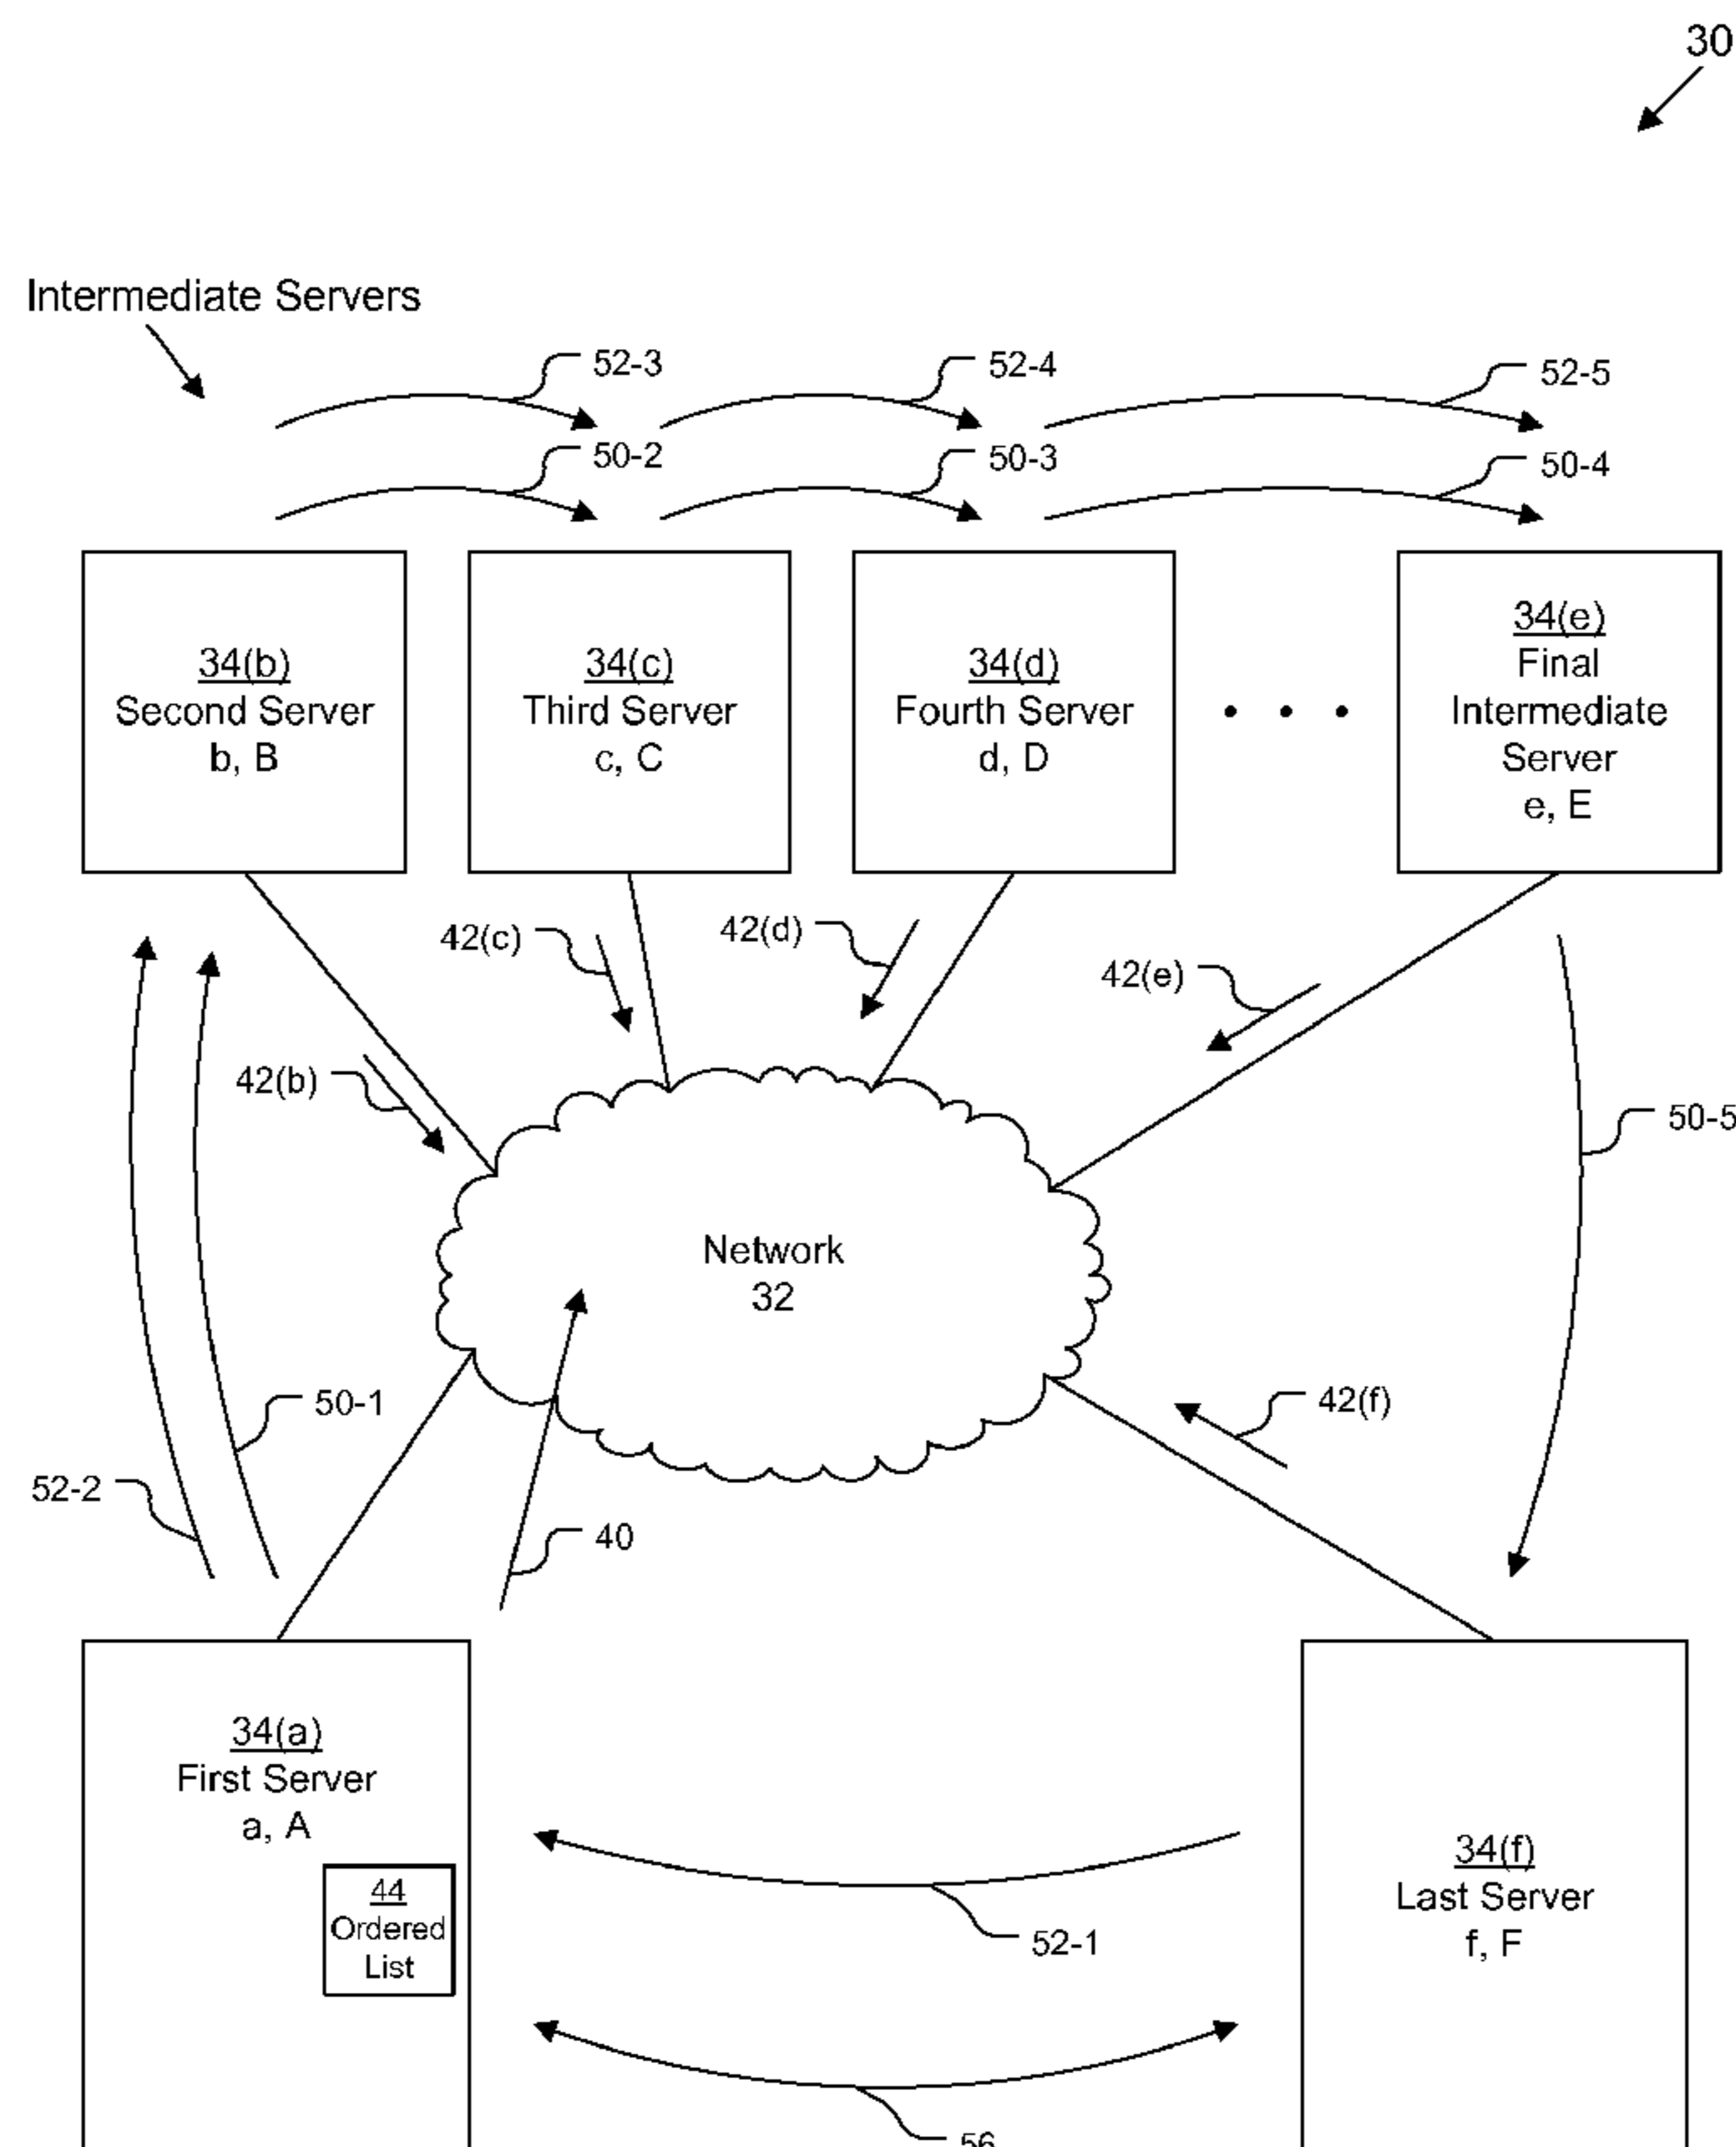 30
Intermediate Servers
52-3
52-4
52-5
50-2
50-3
50-4
34(b)
Second Server
b, B
34(c)
Third Server
c, C
34(d)
Fourth Server
d, D
34(e)
Final
Intermediate
Server
e, E
42(c)
42(d)
42(e)
42(b)
50-5
Network
32
50-1
42(f)
52-2
40
34(a)
First Server
a, A
44
Ordered
List
34(f)
Last Server
f, F
52-1
56